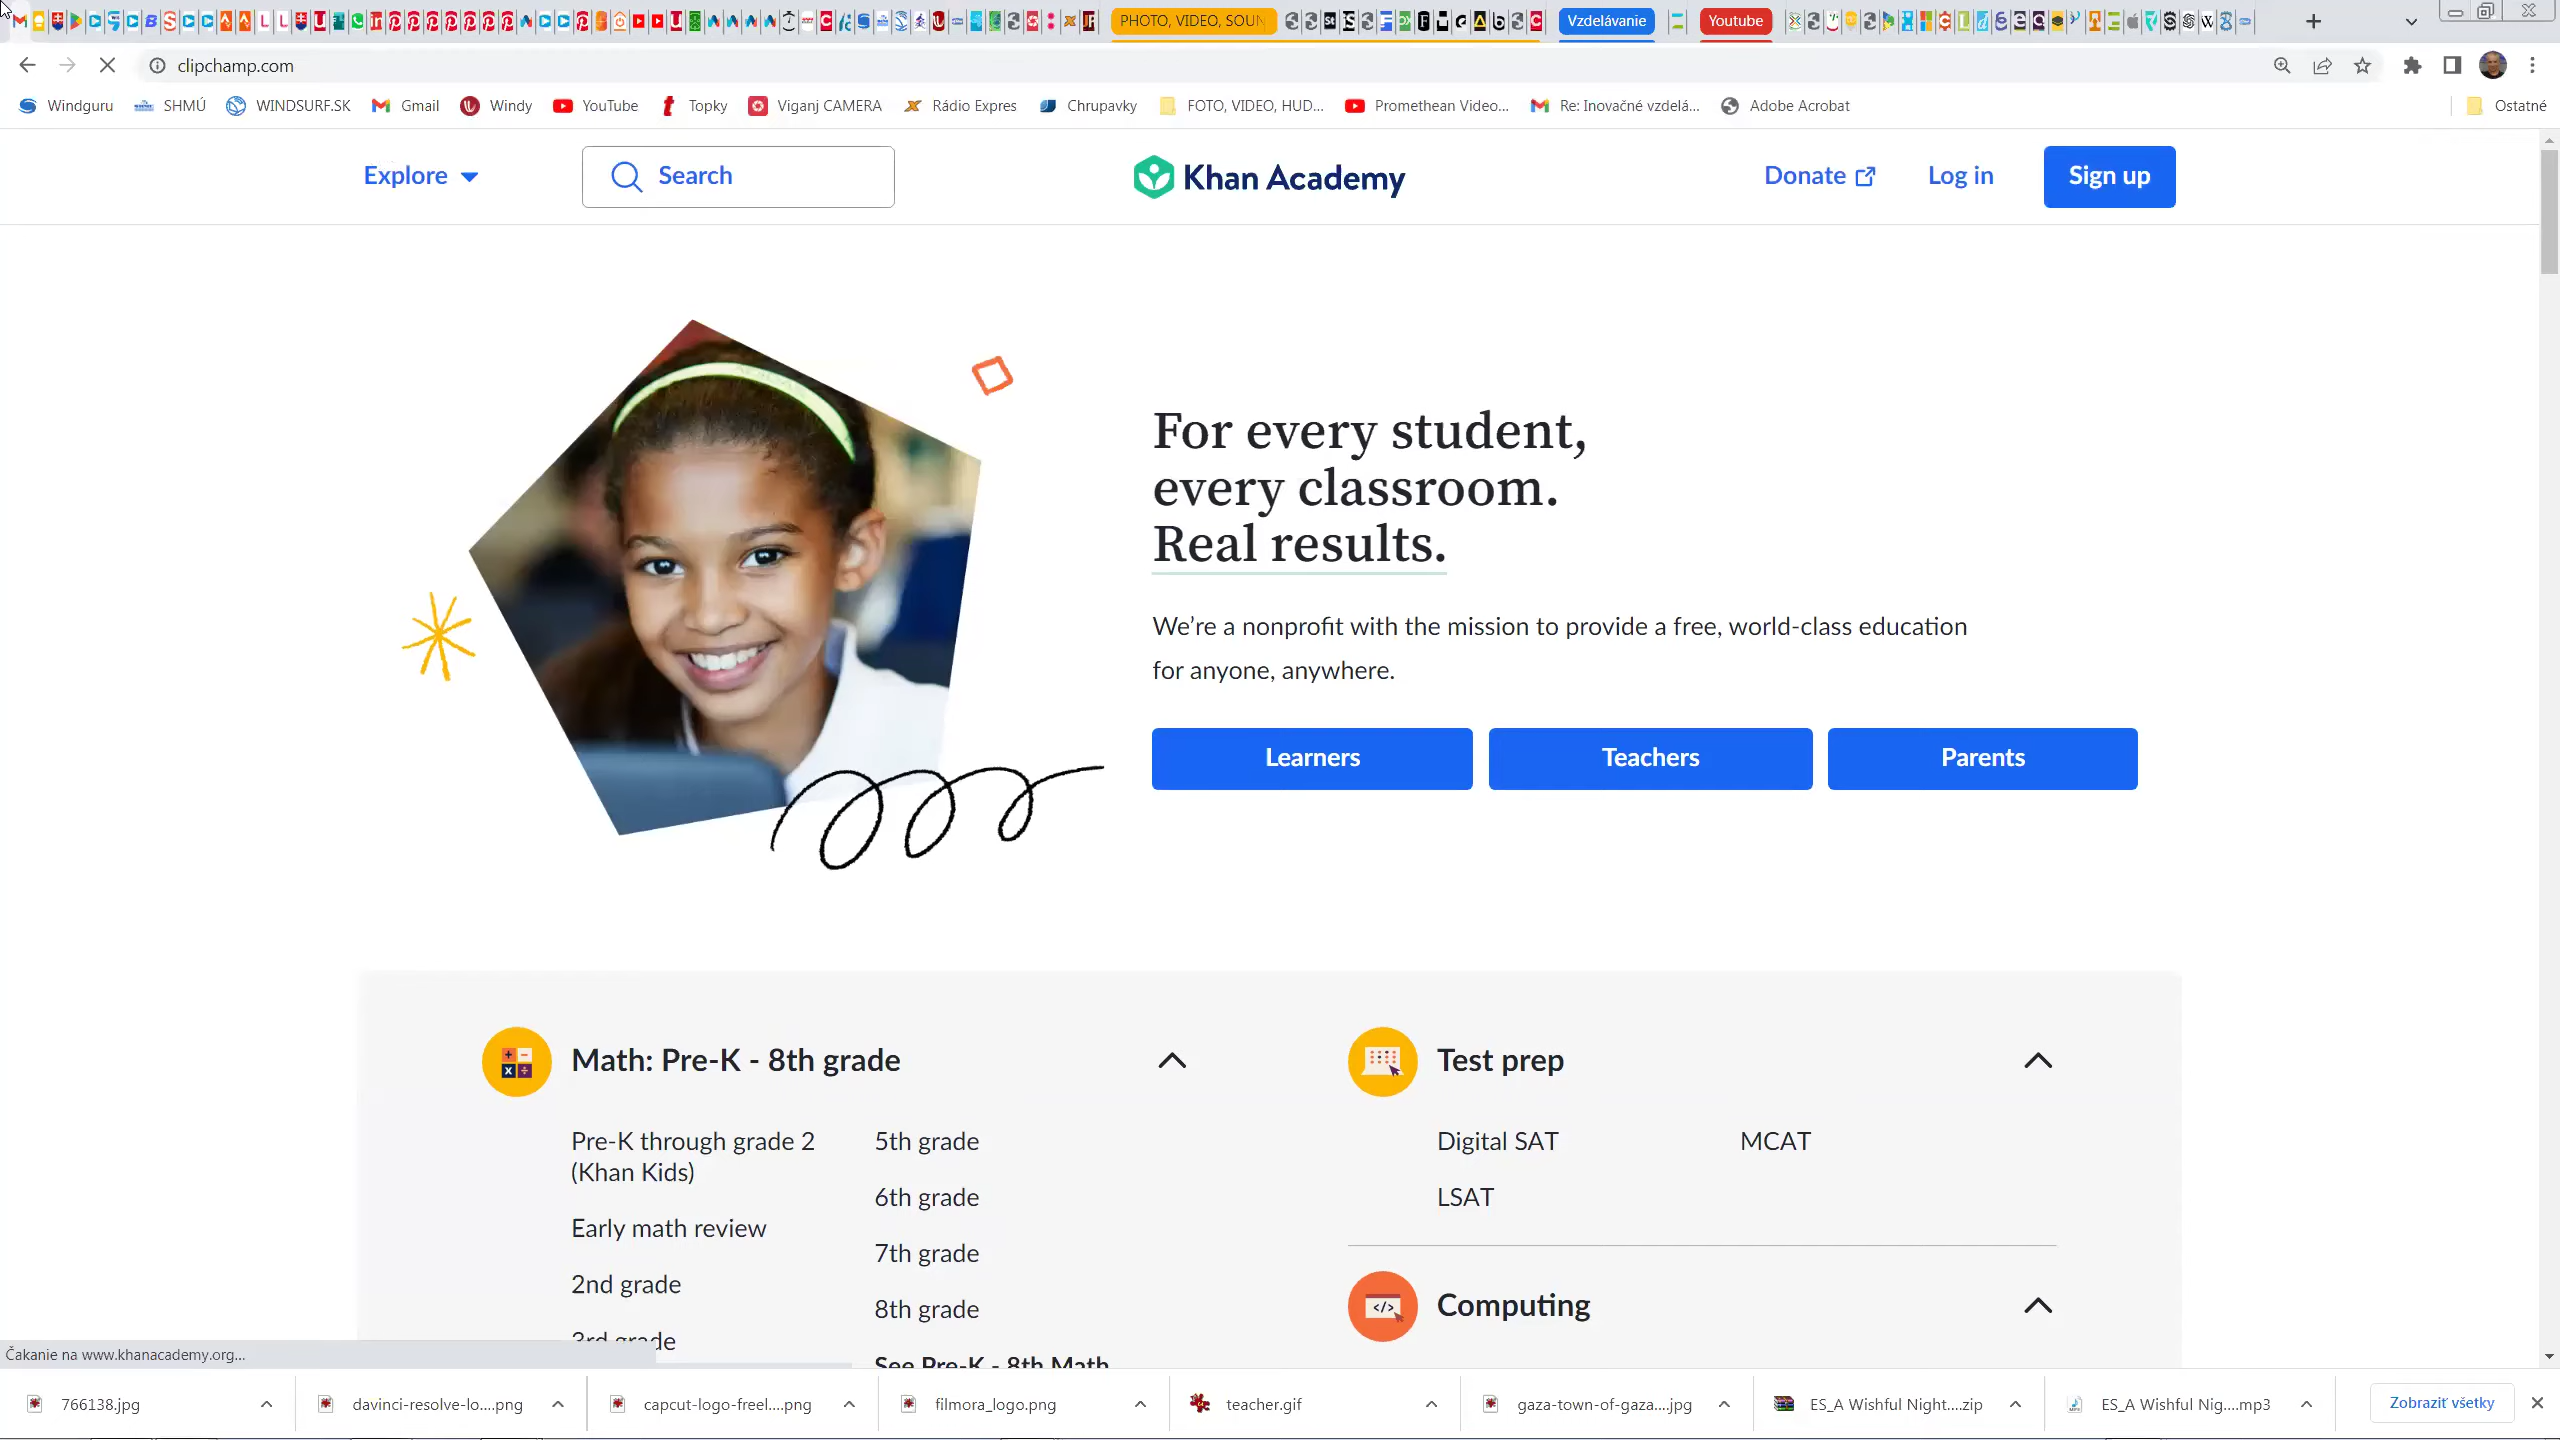 PHOTO, VIDEO, SOUN
Vzdelávanie
Youtube
clipchamp.com
Windguru
SHMÚ
WINDSURF.SK
Gmail
Windy
YouTube
Topky
Viganj CAMERA
Rádio Expres
Chrupavky
FOTO, VIDEO, HUD...
Promethean Video...
Re: Inovačné vzdelá...
Adobe Acrobat
Ostatné
Explore
Search
Khan Academy
Donate
Log in
Sign up
For every student,
every classroom.
Real results.
We’re a nonprofit with the mission to provide a free, world-class education
for anyone, anywhere.
Learners
Teachers
Parents
Math: Pre-K - 8th grade
Pre-K through grade 2
(Khan Kids)
Early math review
2nd grade
3rd grade
5th grade
6th grade
7th grade
8th grade
See Pre-K - 8th Math
Test prep
Digital SAT
MCAT
LSAT
Computing
Čakanie na www.khanacademy.org...
766138.jpg
davinci-resolve-lo....png
capcut-logo-freel....png
filmora_logo.png
teacher.gif
gaza-town-of-gaza....jpg
ES_A Wishful Night....zip
ES_A Wishful Nig....mp3
Zobraziť všetky